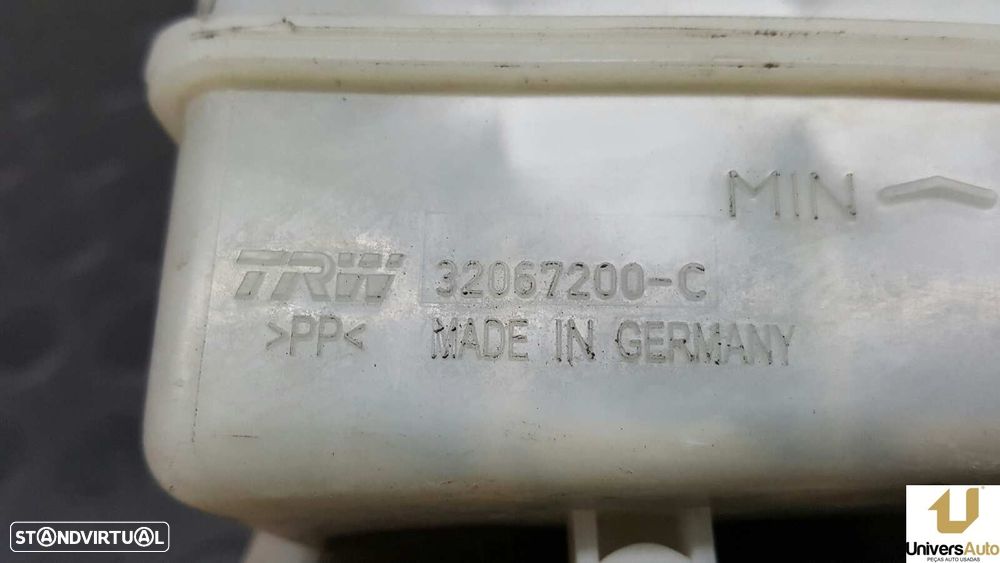 MIN
TRW 32067200-C
>PP< MADE IN GERMANY
STANDVIRTUAL
UniversAuto
PEÇAS AUTO USADAS